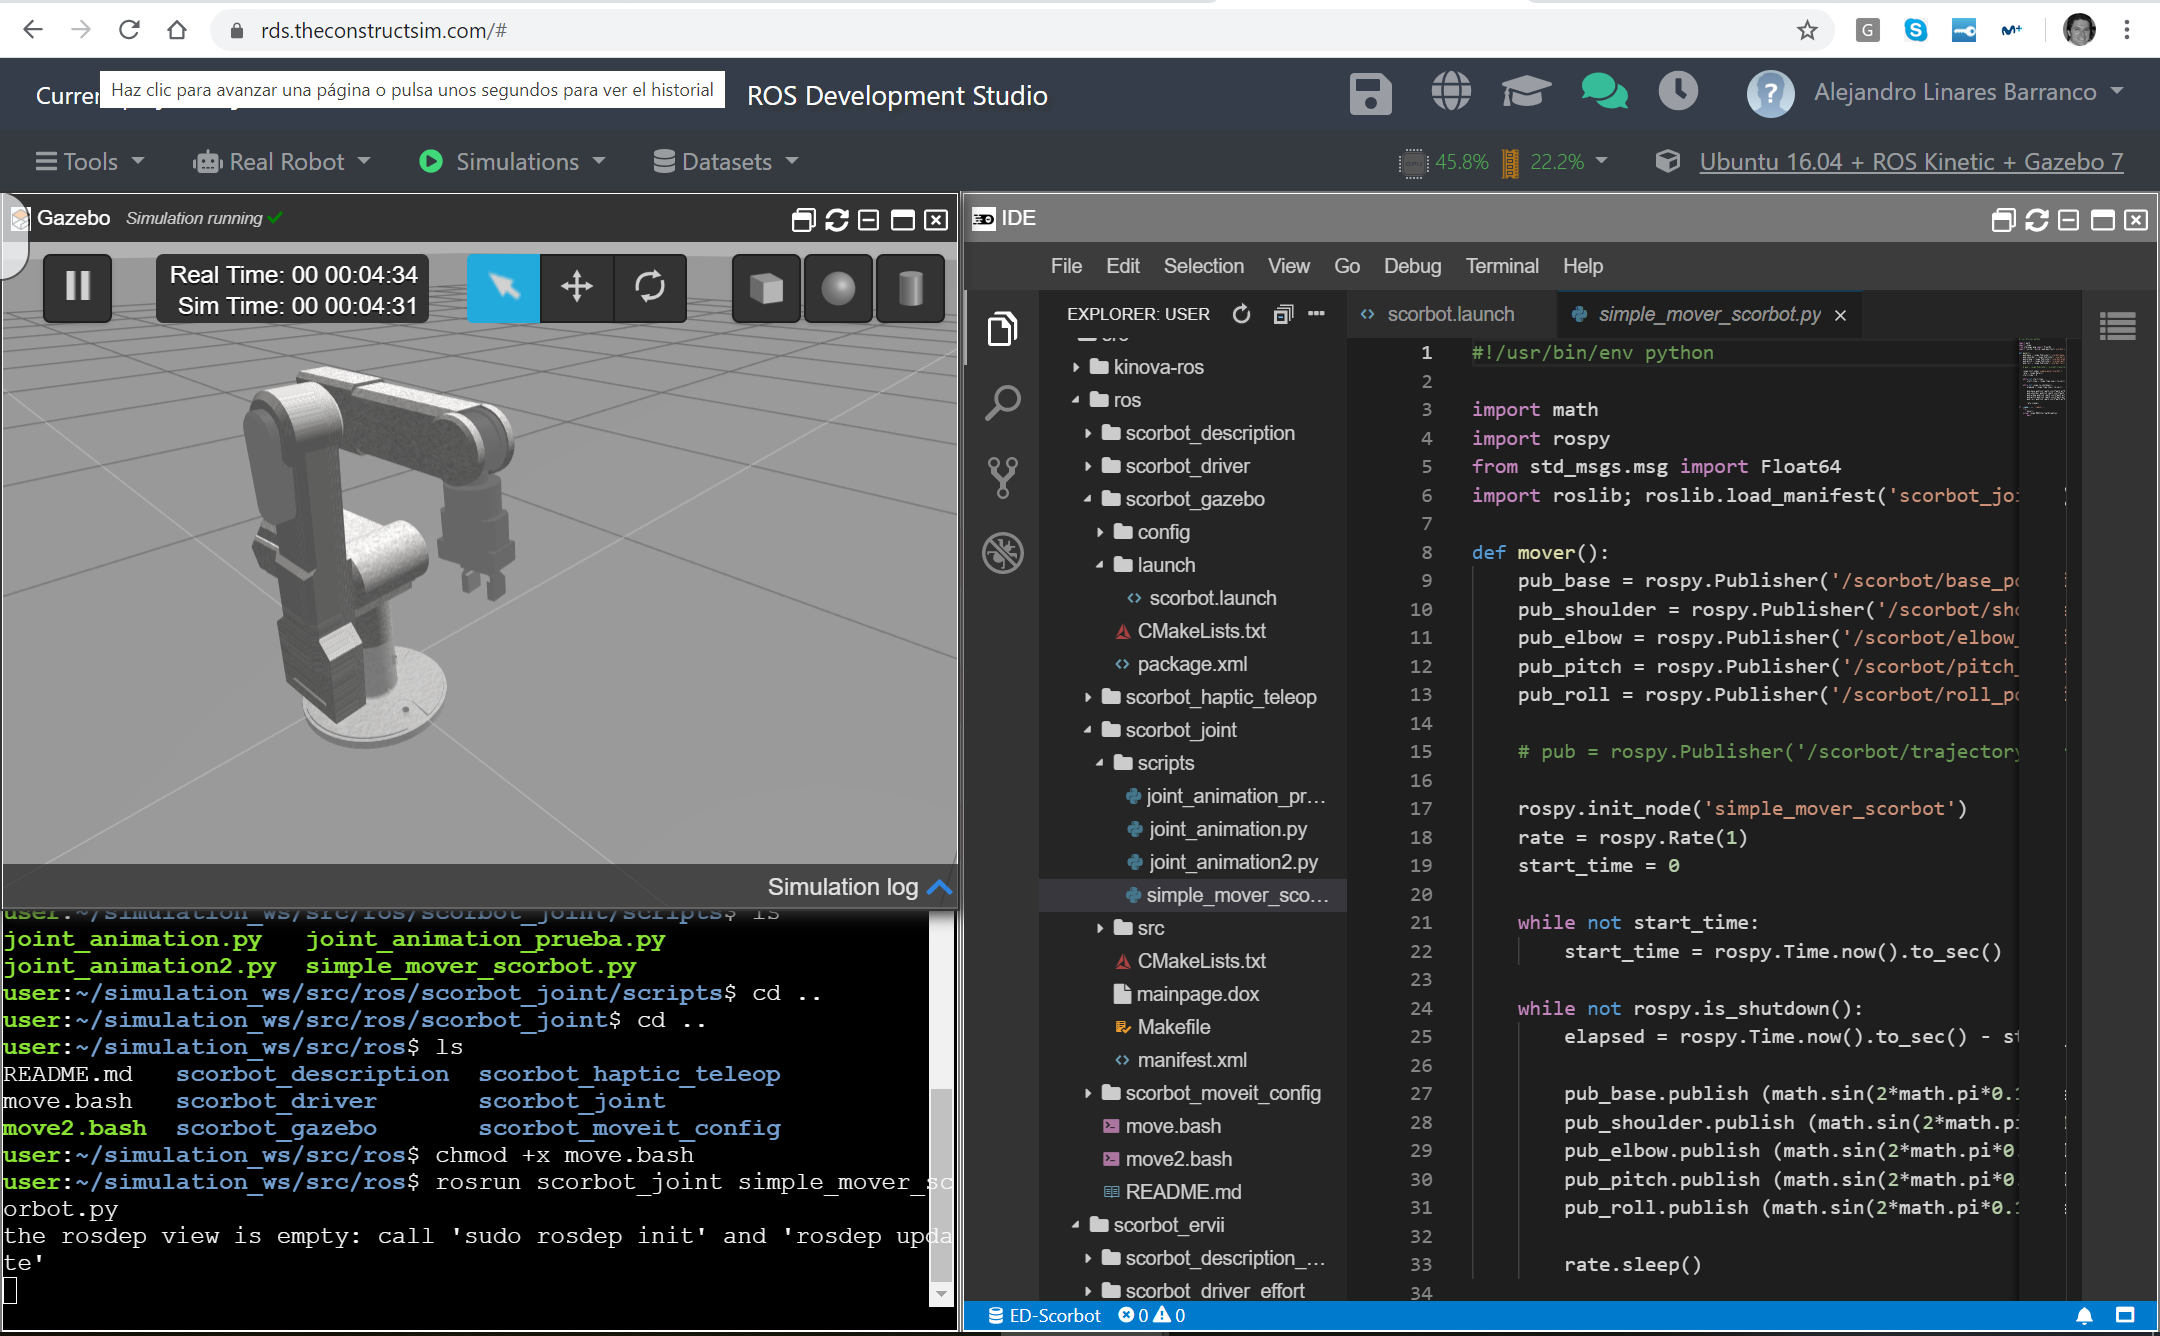 rds.theconstructsim.com/#
Haz clic para avanzar una página o pulsa unos segundos para ver el historial
ROS Development Studio
Alejandro Linares Barranco
Tools
Real Robot
Simulations
Datasets
45.8%
22.2%
Ubuntu 16.04 + ROS Kinetic + Gazebo 7
Gazebo Simulation running
Real Time: 00 00:04:34
Sim Time: 00 00:04:31
Simulation log
user:~/simulation_ws/src/ros/scorbot_joint/scripts$ ls
joint_animation.py joint_animation_prueba.py
joint_animation2.py simple_mover_scorbot.py
user:~/simulation_ws/src/ros/scorbot_joint/scripts$ cd ..
user:~/simulation_ws/src/ros/scorbot_joint$ cd ..
user:~/simulation_ws/src/ros$ ls
README.md scorbot_description scorbot_haptic_teleop
move.bash scorbot_driver scorbot_joint
move2.bash scorbot_gazebo scorbot_moveit_config
user:~/simulation_ws/src/ros$ chmod +x move.bash
user:~/simulation_ws/src/ros$ rosrun scorbot_joint simple_mover_sc
orbot.py
the rosdep view is empty: call 'sudo rosdep init' and 'rosdep upda
te'
IDE
File Edit Selection View Go Debug Terminal Help
EXPLORER: USER
src
kinova-ros
ros
scorbot_description
scorbot_driver
scorbot_gazebo
config
launch
scorbot.launch
CMakeLists.txt
package.xml
scorbot_haptic_teleop
scorbot_joint
scripts
joint_animation_pr...
joint_animation.py
joint_animation2.py
simple_mover_sco...
src
CMakeLists.txt
mainpage.dox
Makefile
manifest.xml
scorbot_moveit_config
move.bash
move2.bash
README.md
scorbot_ervii
scorbot_description_...
scorbot_driver_effort
scorbot.launch
simple_mover_scorbot.py
1 #!/usr/bin/env python
2
3 import math
4 import rospy
5 from std_msgs.msg import Float64
6 import roslib; roslib.load_manifest('scorbot_joi
7
8 def mover():
9 pub_base = rospy.Publisher('/scorbot/base_po
10 pub_shoulder = rospy.Publisher('/scorbot/sho
11 pub_elbow = rospy.Publisher('/scorbot/elbow_
12 pub_pitch = rospy.Publisher('/scorbot/pitch_
13 pub_roll = rospy.Publisher('/scorbot/roll_po
14
15 # pub = rospy.Publisher('/scorbot/trajectory
16
17 rospy.init_node('simple_mover_scorbot')
18 rate = rospy.Rate(1)
19 start_time = 0
20
21 while not start_time:
22 start_time = rospy.Time.now().to_sec()
23
24 while not rospy.is_shutdown():
25 elapsed = rospy.Time.now().to_sec() - st
26
27 pub_base.publish (math.sin(2*math.pi*0.1
28 pub_shoulder.publish (math.sin(2*math.pi
29 pub_elbow.publish (math.sin(2*math.pi*0.
30 pub_pitch.publish (math.sin(2*math.pi*0.
31 pub_roll.publish (math.sin(2*math.pi*0.1
32
33 rate.sleep()
34
ED-Scorbot 0 0